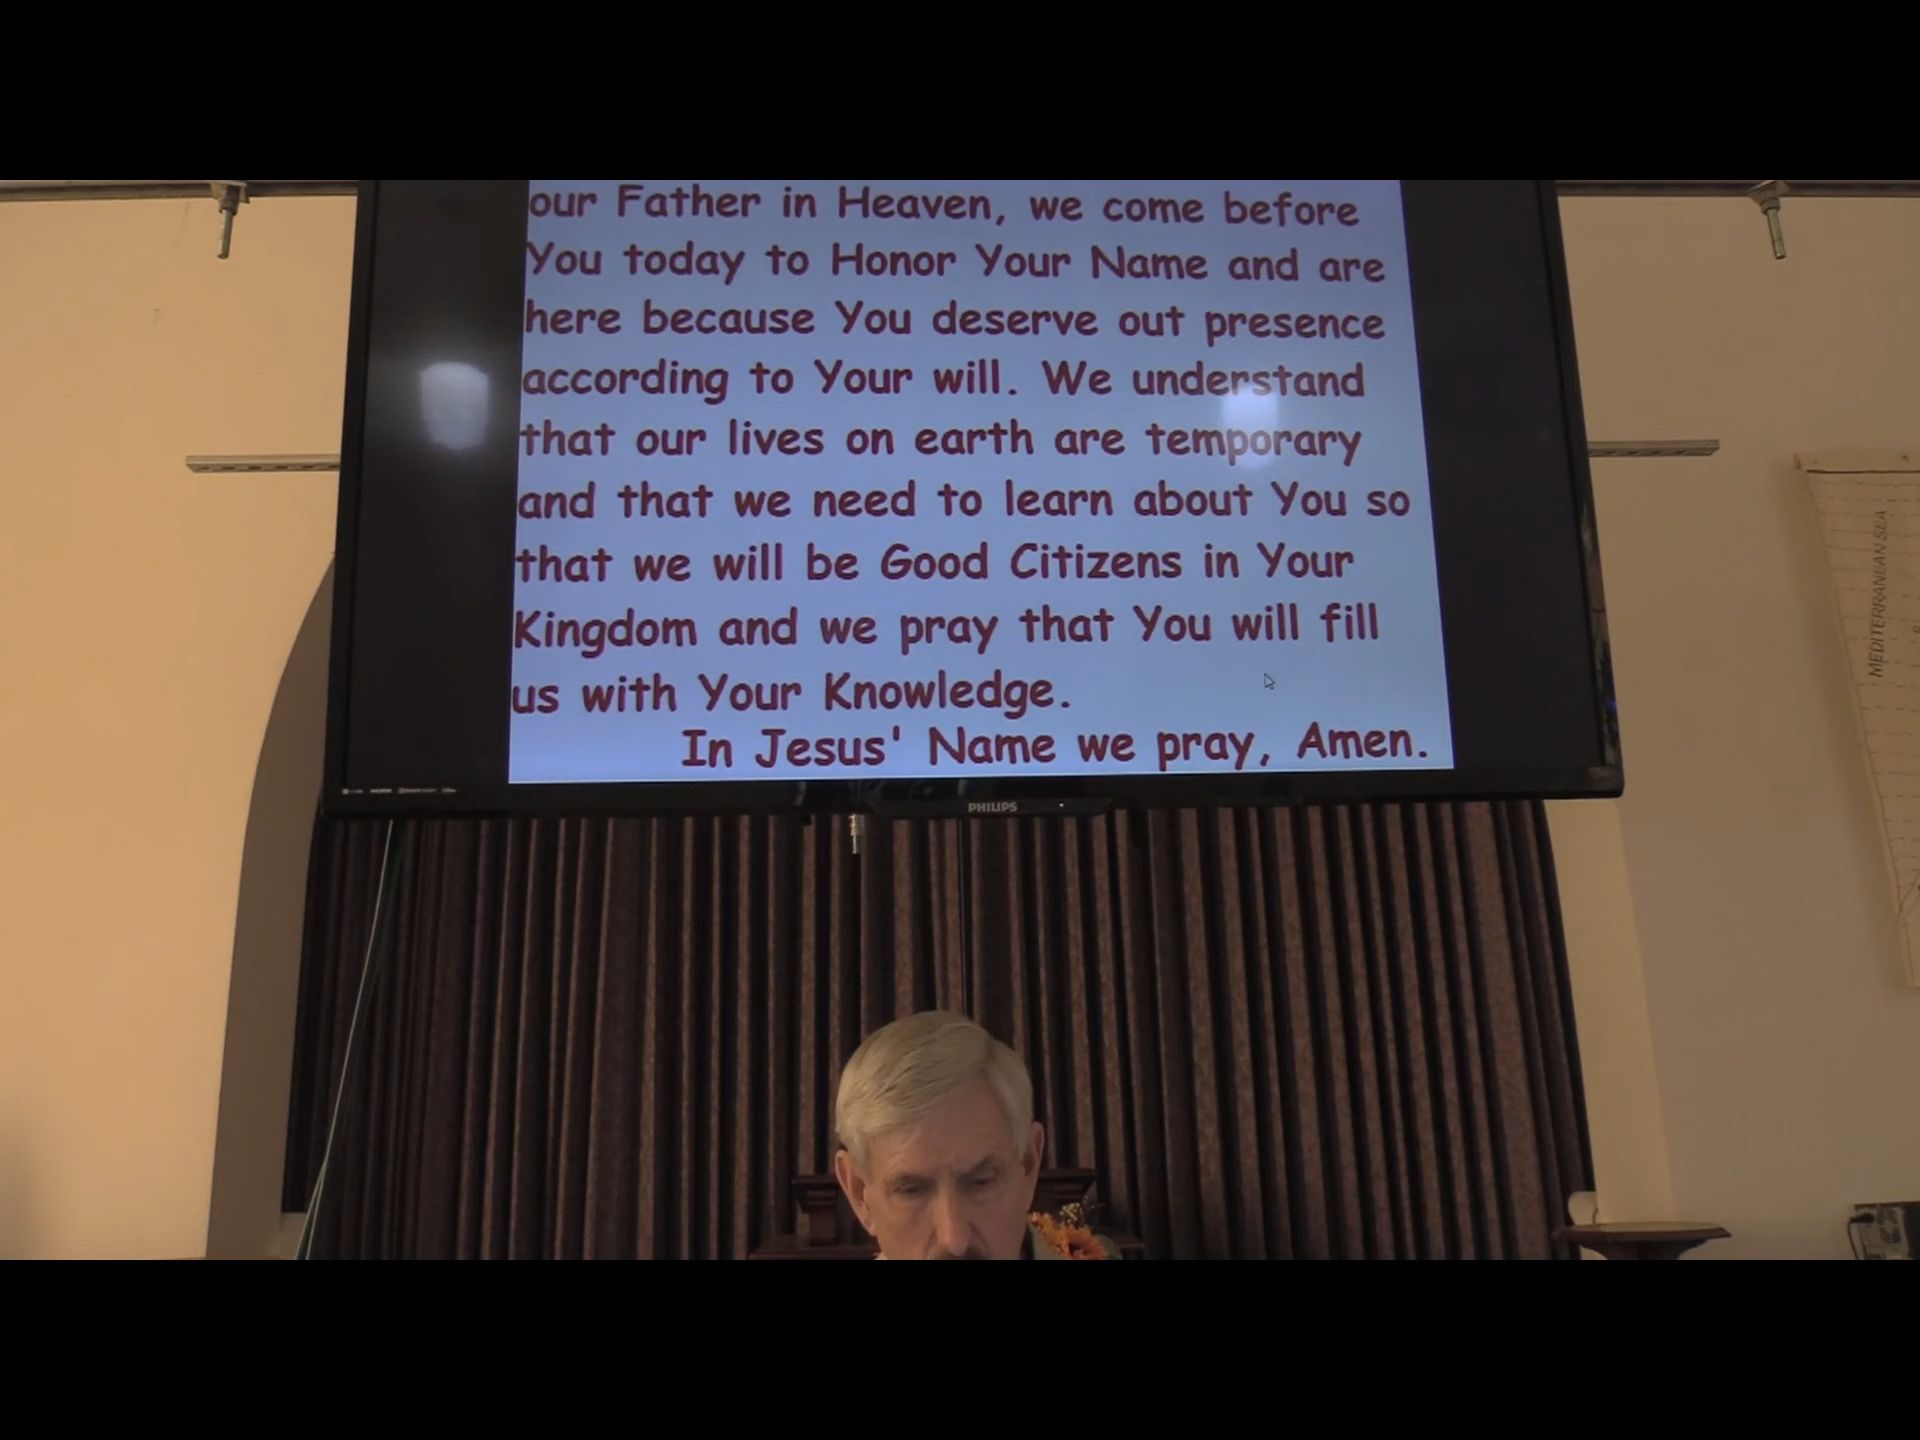 our Father in Heaven, we come before
You today to Honor Your Name and are
here because You deserve out presence
according to Your will. We understand
that our lives on earth are temporary
and that we need to learn about You so
that we will be Good Citizens in Your
Kingdom and we pray that You will fill
us with Your Knowledge.
In Jesus' Name we pray, Amen.
PHILIPS
MEDITERRANEAN SEA